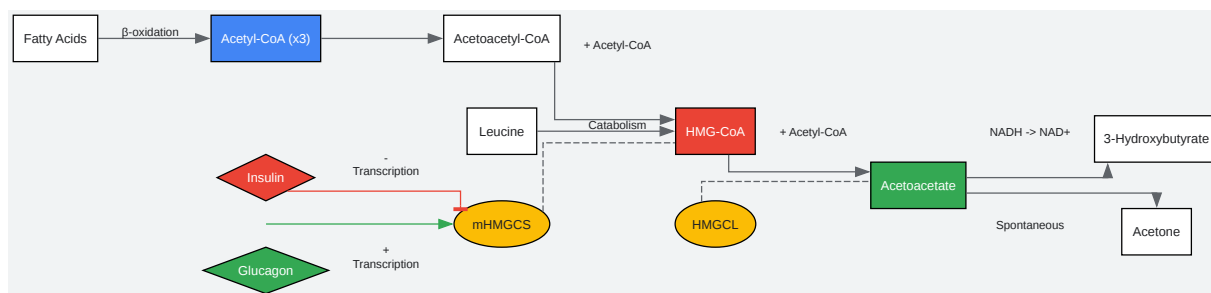 Fatty Acids
β-oxidation
Acetyl-CoA (x3)
Acetoacetyl-CoA
+ Acetyl-CoA
Leucine
Catabolism
HMG-CoA
+ Acetyl-CoA
NADH -> NAD+
3-Hydroxybutyrate
-
Transcription
Insulin
Acetoacetate
mHMGCS
HMGCL
Spontaneous
Acetone
+
Transcription
Glucagon